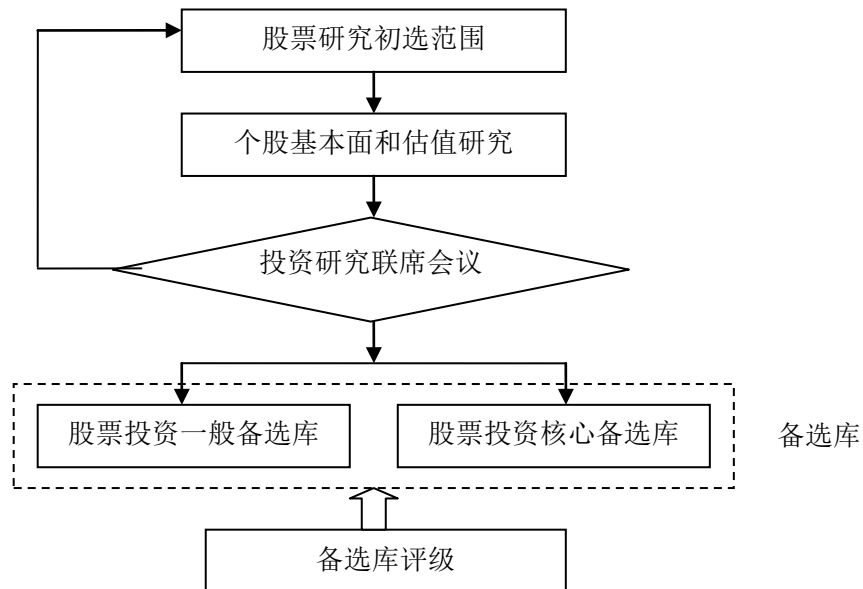 股票研究初选范围
个股基本面和估值研究
投资研究联席会议
股票投资一般备选库
股票投资核心备选库
备选库
备选库评级